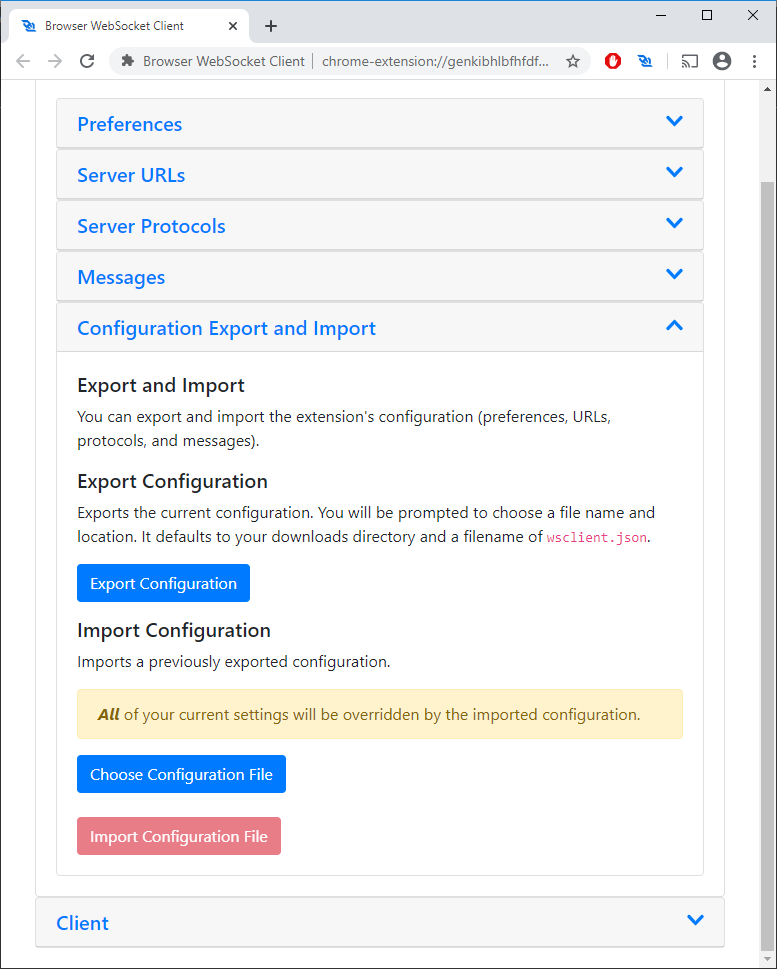 Browser WebSocket Client
Browser WebSocket Client | chrome-extension://genkibhlbfhfdf...
Preferences
Server URLs
Server Protocols
Messages
Configuration Export and Import
Export and Import
You can export and import the extension's configuration (preferences, URLs,
protocols, and messages).
Export Configuration
Exports the current configuration. You will be prompted to choose a file name and
location. It defaults to your downloads directory and a filename of wsclient.json.
Export Configuration
Import Configuration
Imports a previously exported configuration.
All of your current settings will be overridden by the imported configuration.
Choose Configuration File
Import Configuration File
Client